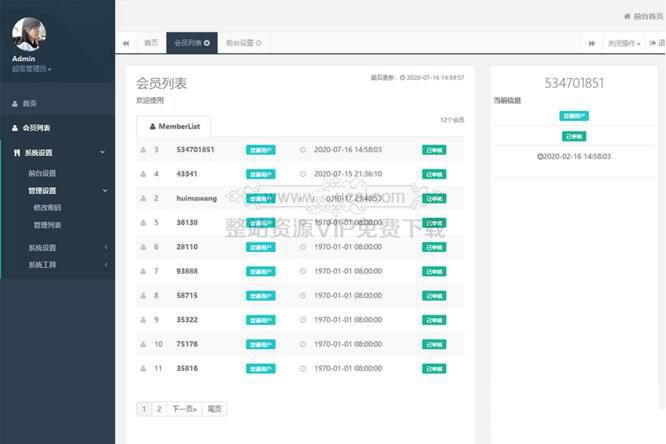 前台首页
首页
会员列表
前台设置
关闭操作
退
Admin
超级管理员
首页
会员列表
系统设置
前台设置
管理设置
修改密码
管理列表
系统设置
系统工具
会员列表
最后更新： 2020-07-16 14:59:57
欢迎使用
MemberList
12个会员
3 534701851 普通用户 2020-07-16 14:58:03 已审核
4 43341 普通用户 2020-07-15 21:36:10 已审核
2 huimawang 普通用户 已审核
5 36138 普通用户 1970-01-01 08:00:00 已审核
6 28110 普通用户 1970-01-01 08:00:00 已审核
7 93888 普通用户 1970-01-01 08:00:00 已审核
8 58715 普通用户 1970-01-01 08:00:00 已审核
9 35322 普通用户 1970-01-01 08:00:00 已审核
10 75176 普通用户 1970-01-01 08:00:00 已审核
11 35816 普通用户 1970-01-01 08:00:00 已审核
整站资源VIP免费下载
1 2 下一页» 尾页
534701851
当前信息
普通用户
已审核
2020-02-16 14:58:03